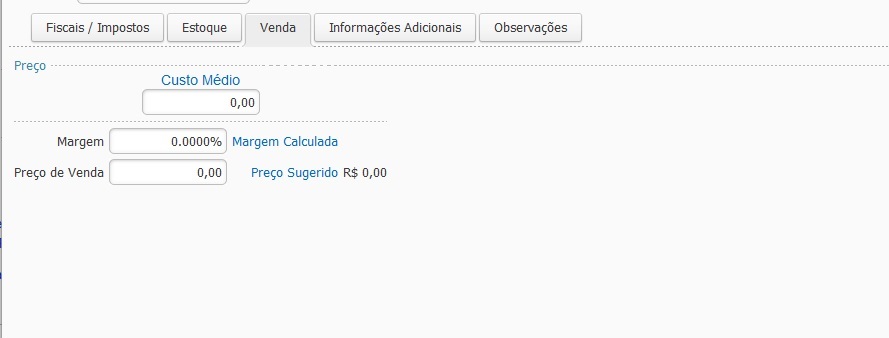 Fiscais / Impostos Estoque Venda Informações Adicionais Observações
Preço
Custo Médio
0,00
Margem 0.0000% Margem Calculada
Preço de Venda 0,00 Preço Sugerido R$ 0,00